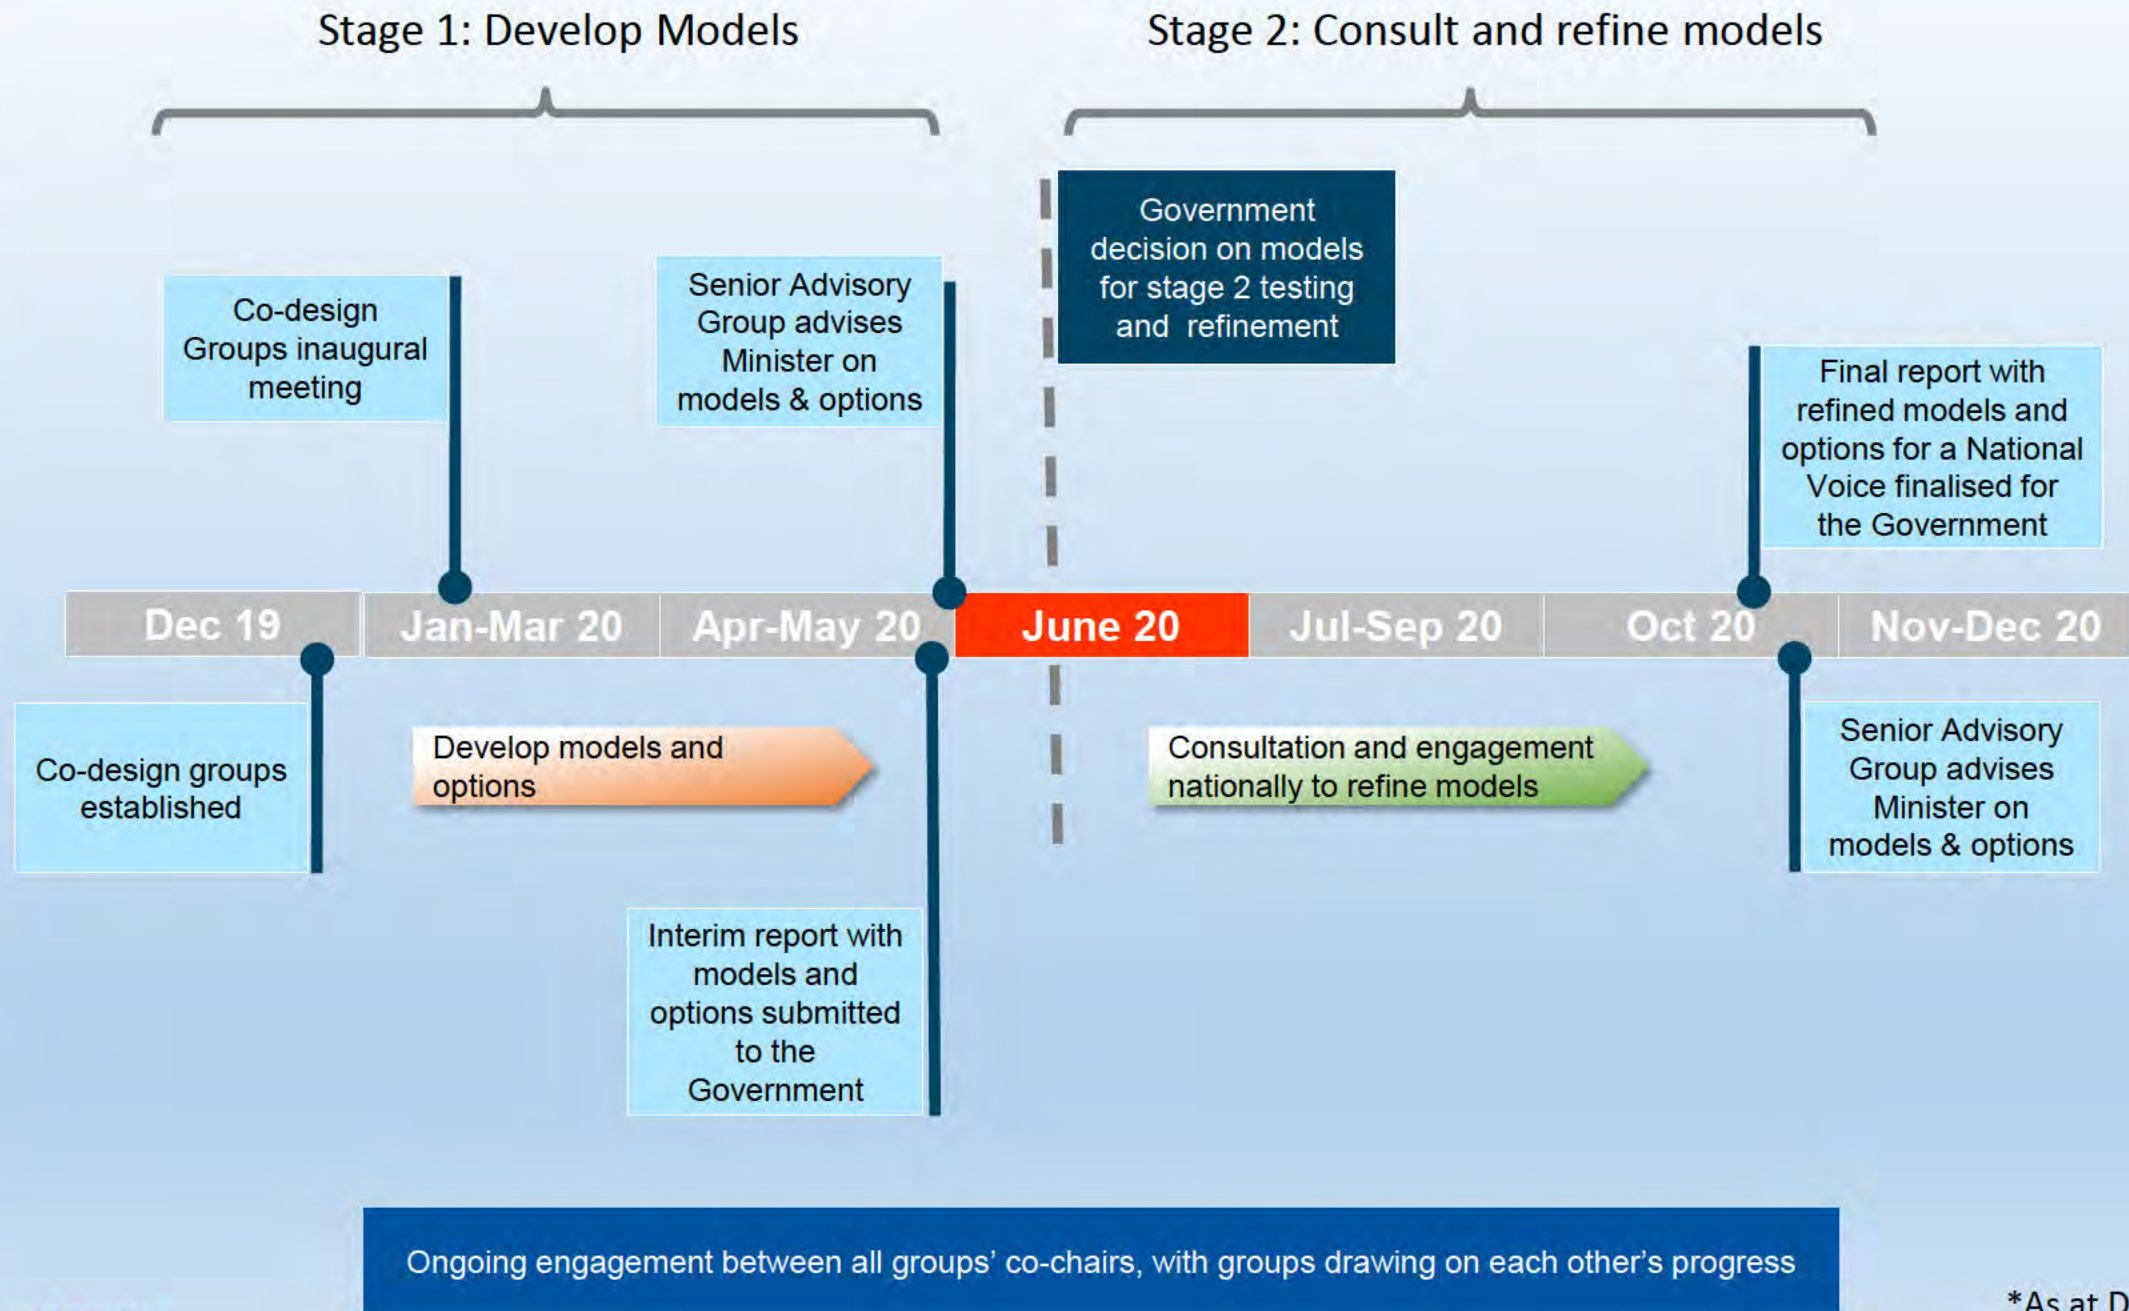 Stage 1: Develop Models
Stage 2: Consult and refine models
Government
decision on models
for stage 2 testing
and refinement
Co-design
Groups inaugural
meeting
Senior Advisory
Group advises
Minister on
models & options
Final report with
refined models and
options for a National
Voice finalised for
the Government
Dec 19
Jan-Mar 20
Apr-May 20
June 20
Jul-Sep 20
Oct 20
Nov-Dec 20
Co-design groups
established
Develop models and
options
Consultation and engagement
nationally to refine models
Senior Advisory
Group advises
Minister on
models & options
Interim report with
models and
options submitted
to the
Government
Ongoing engagement between all groups’ co-chairs, with groups drawing on each other’s progress
*As at